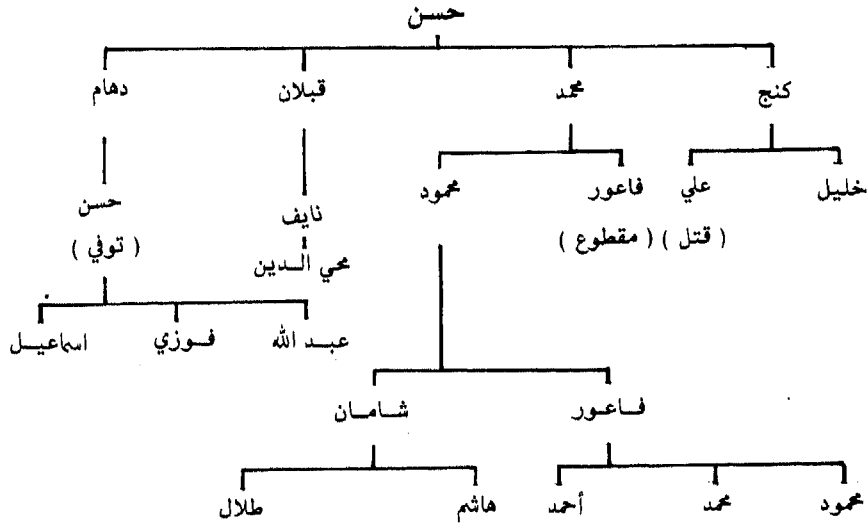 حسن
كنج محمد قبلان دهام
خليل علي فاعور محمود نايف حسن
( قتل ) ( مقطوع ) محي الدين ( توفي )
عبد الله فوزي اسماعيل
فاعور شامان
محمود محمد أحمد هاشم طلال